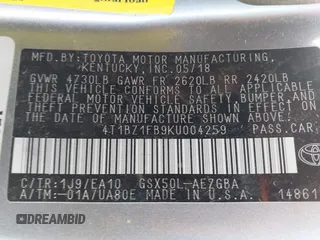 MFD. BY: TOYOTA MOTOR MANUFACTURING,
KENTUCKY, INC. 05/18
GVWR 4730LB GAWR FR 2620LB RR 2420LB
THIS VEHICLE CONFORMS TO ALL APPLICABLE
FEDERAL MOTOR VEHICLE SAFETY, BUMPER, AND
THEFT PREVENTION STANDARDS IN EFFECT ON
THE DATE OF MANUFACTURE SHOWN ABOVE.
4T1BZ1FB9KU004259 PASS. CAR
C/TR: 1J9/EA10 GSX50L-AEZGBA
A/TM: -01A/UA80E MADE IN U.S.A. 14861
DREAMBID